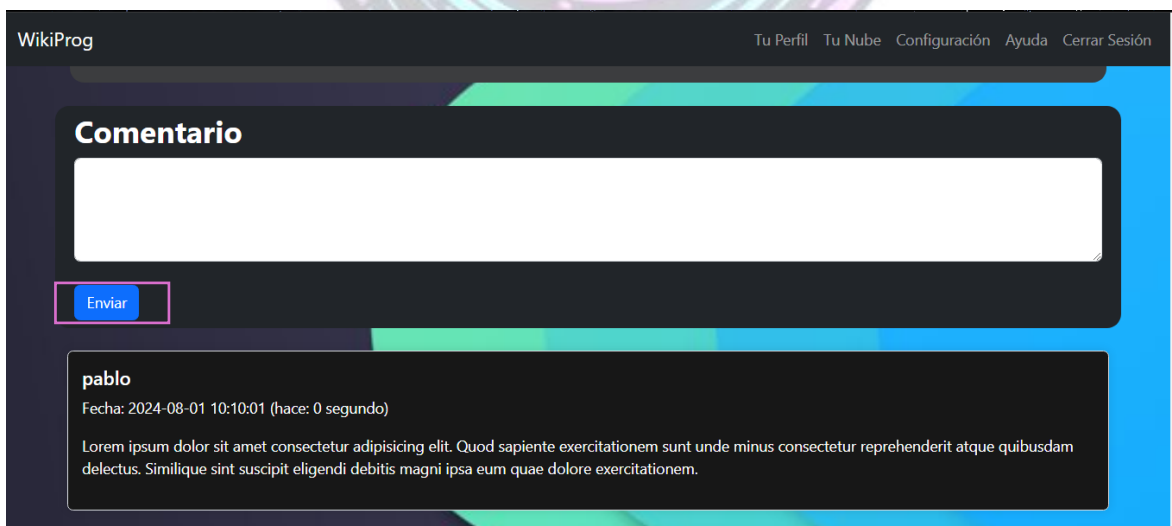 WikiProg Tu Perfil Tu Nube Configuración Ayuda Cerrar Sesión
Comentario
Enviar
pablo
Fecha: 2024-08-01 10:10:01 (hace: 0 segundo)
Lorem ipsum dolor sit amet consectetur adipisicing elit. Quod sapiente exercitationem sunt unde minus consectetur reprehenderit atque quibusdam
delectus. Similique sint suscipit eligendi debitis magni ipsa eum quae dolore exercitationem.